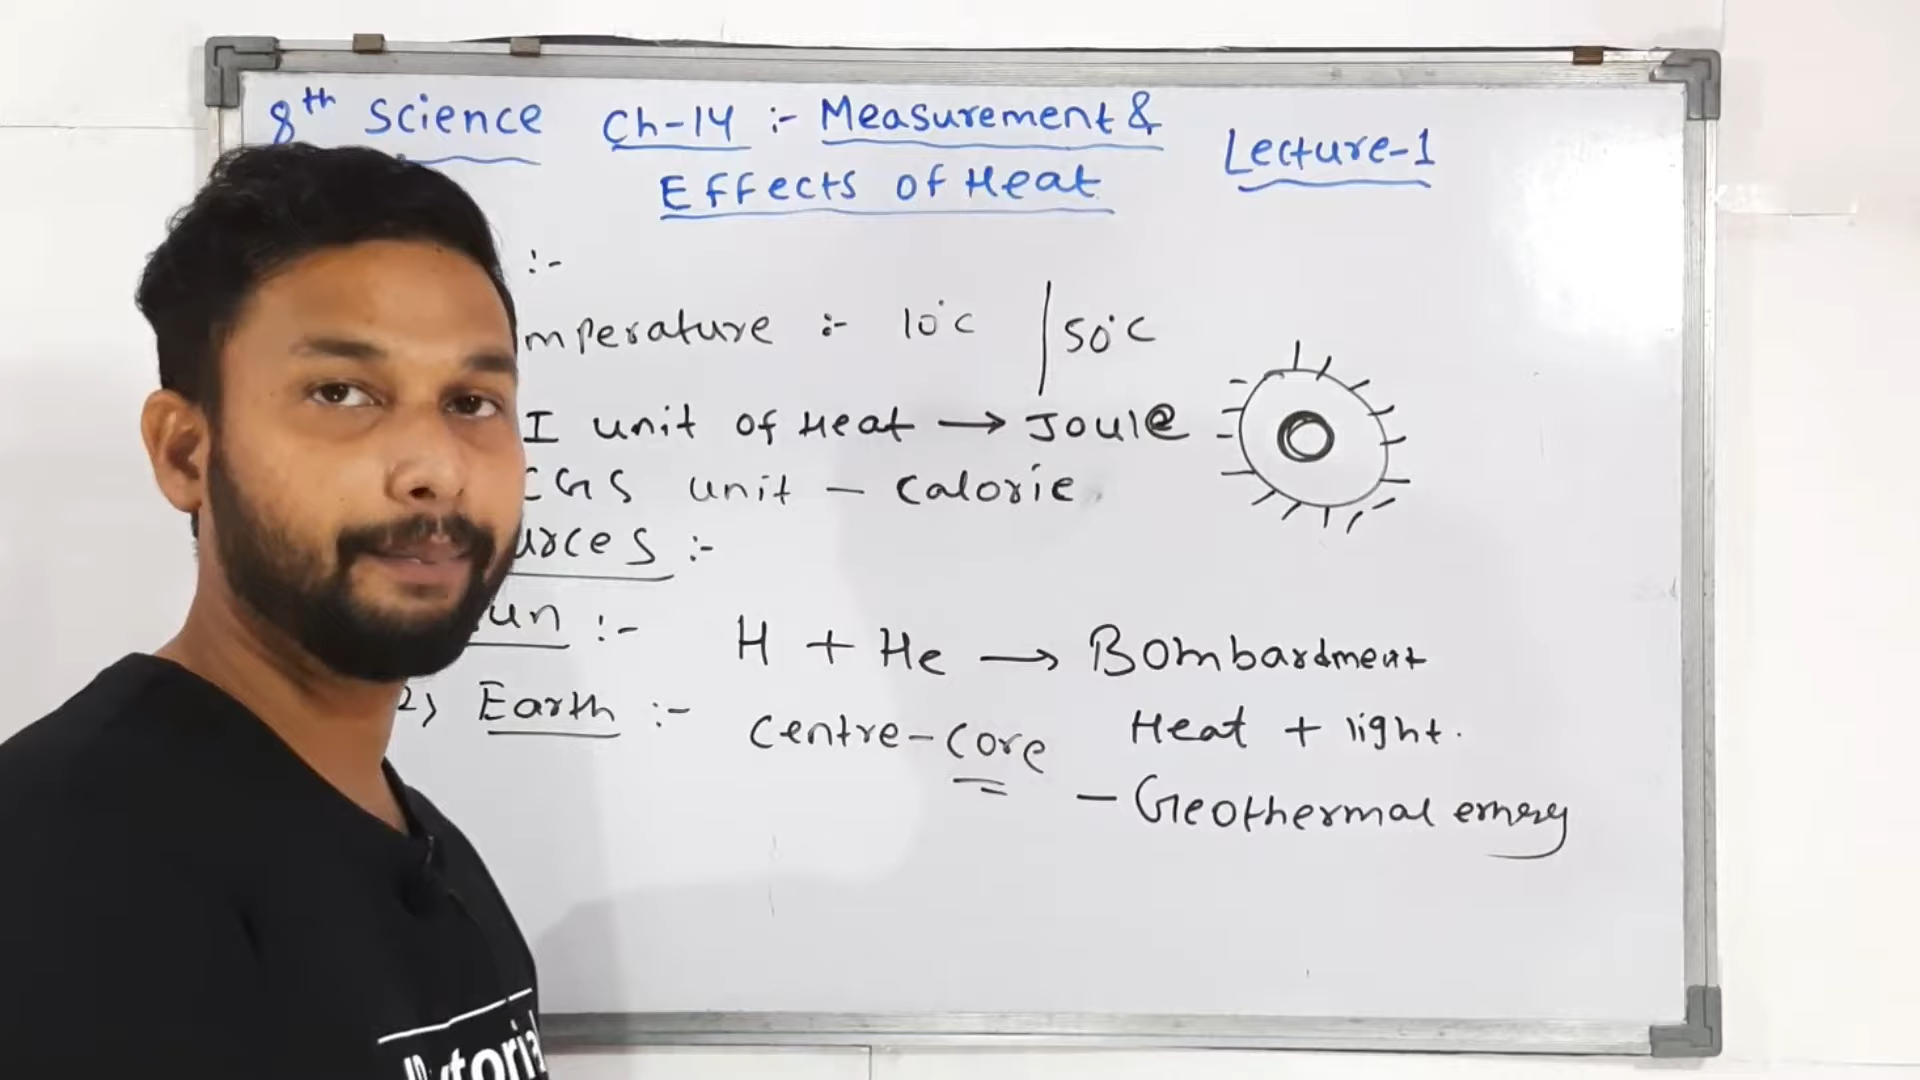 8th Science Ch-14 :- Measurement &
Effects of Heat
Lecture-1
:-
mperature :- 10°C | 50°C
I unit of Heat → Joule
CGS unit - Calorie
urces :-
un :- H + He → Bombardment
Heat + light.
2) Earth :- Centre-core
- Geothermal